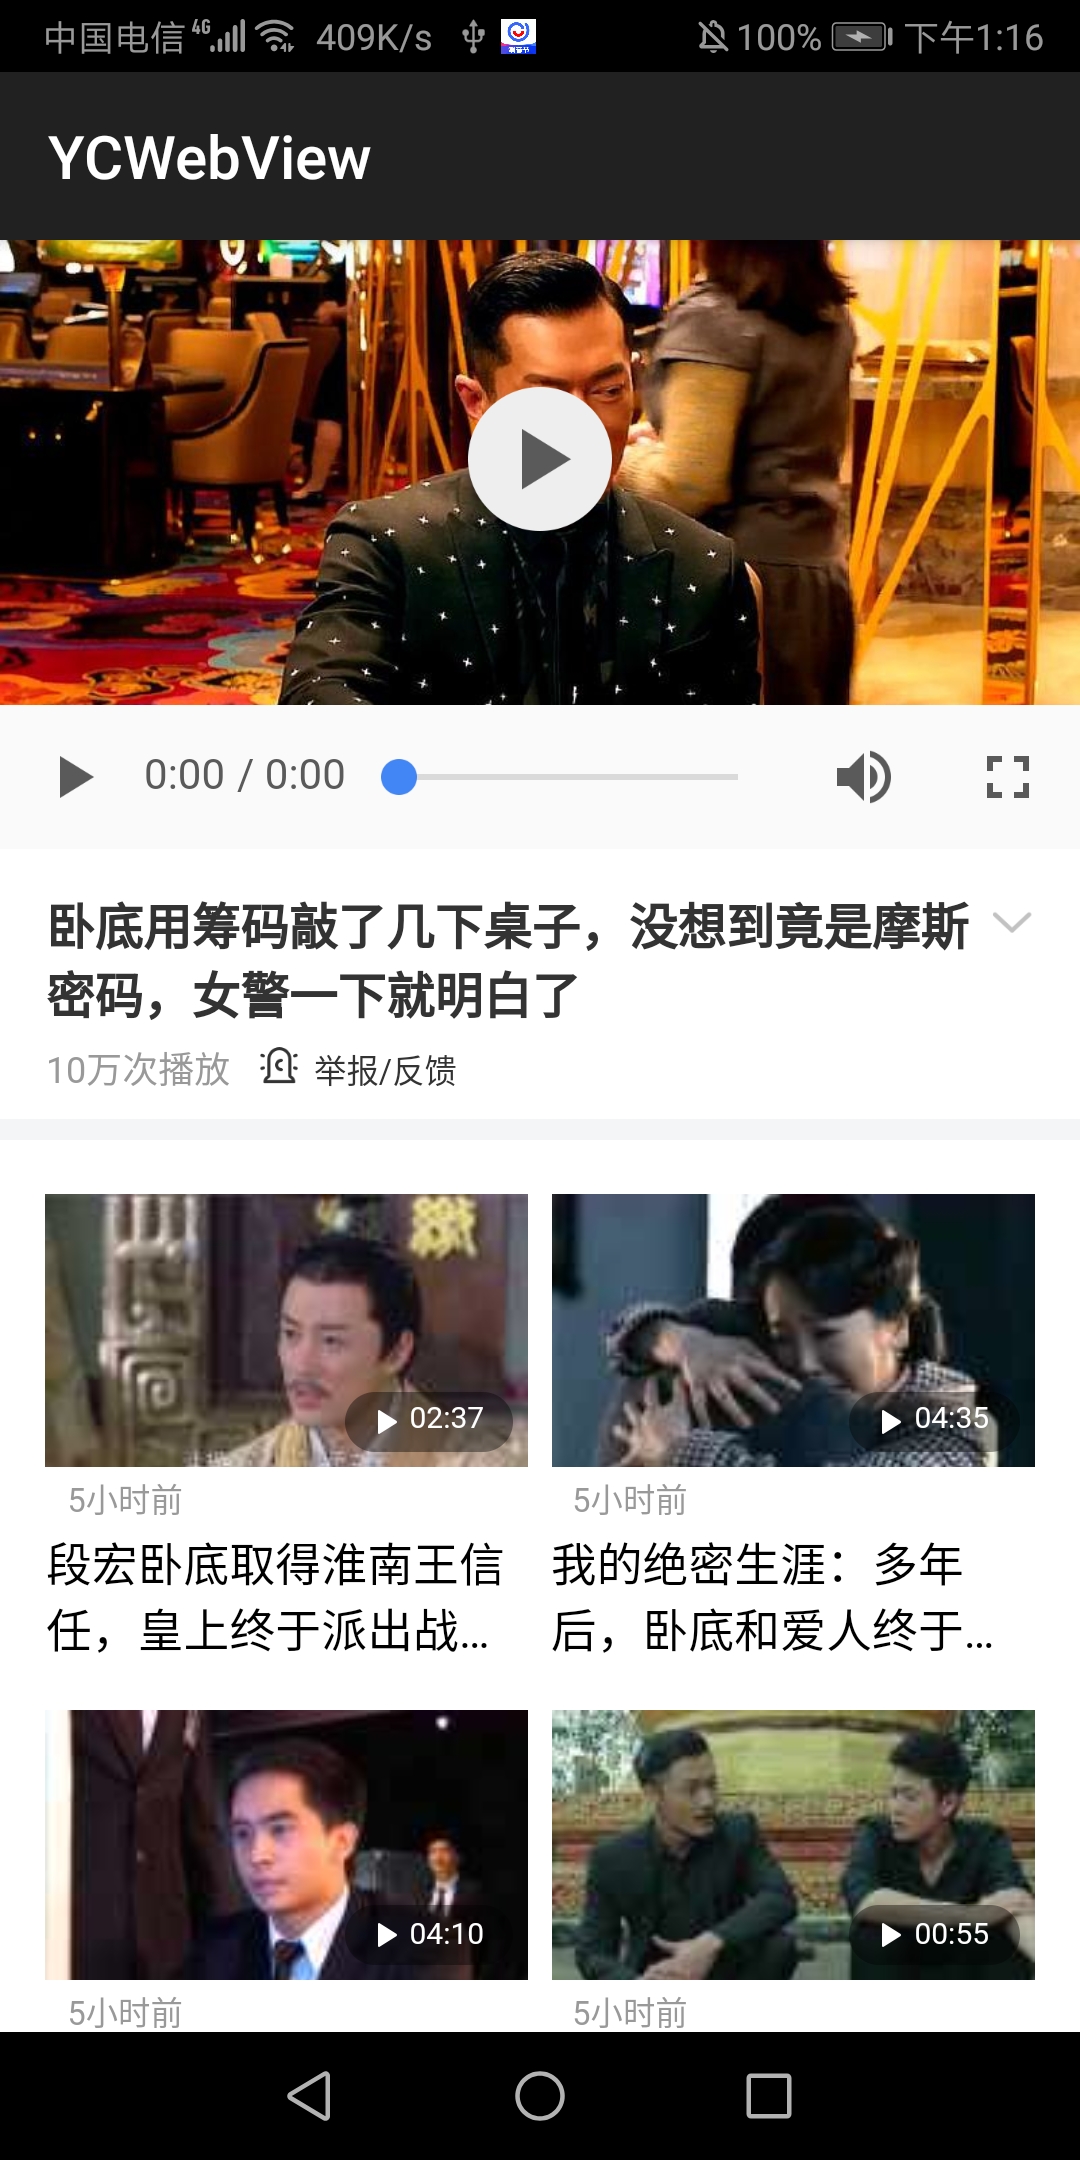 中国电信 4G 409K/s 100% 下午1:16
YCWebView
0:00 / 0:00
卧底用筹码敲了几下桌子，没想到竟是摩斯
密码，女警一下就明白了
10万次播放 举报/反馈
02:37 04:35
5小时前 5小时前
段宏卧底取得淮南王信
任，皇上终于派出战...
我的绝密生涯：多年
后，卧底和爱人终于...
04:10 00:55
5小时前 5小时前